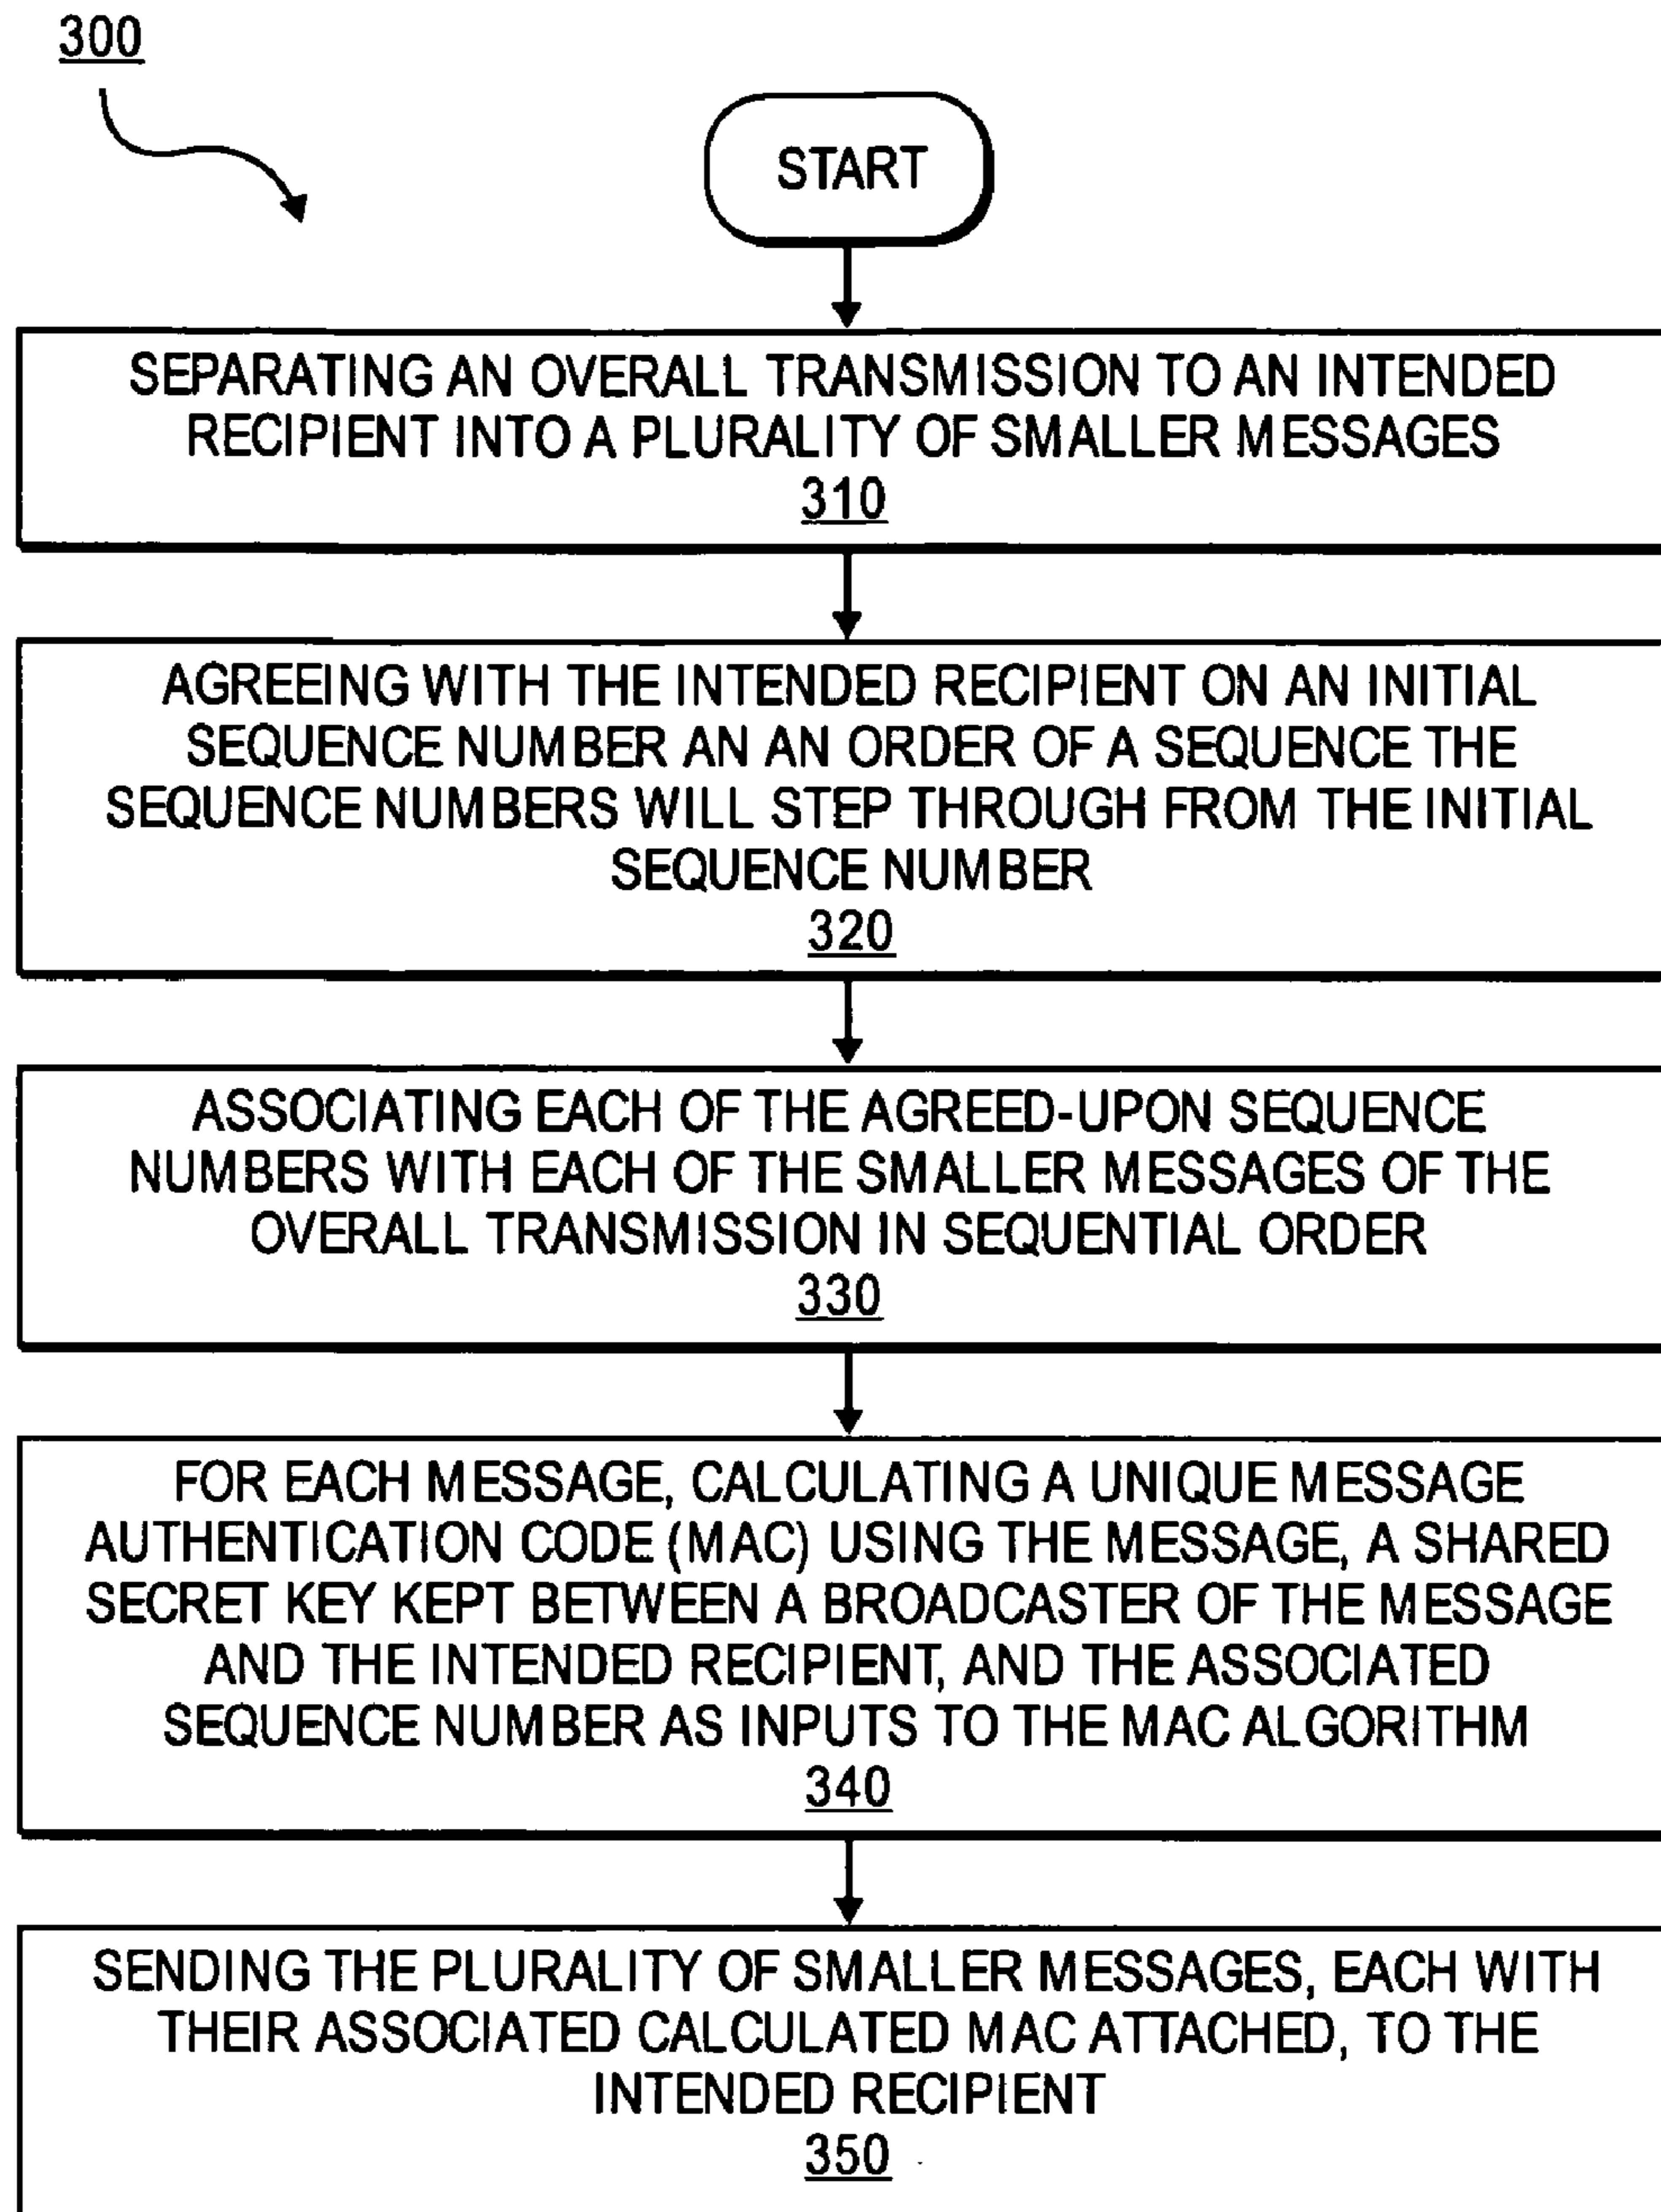 300
START
SEPARATING AN OVERALL TRANSMISSION TO AN INTENDED
RECIPIENT INTO A PLURALITY OF SMALLER MESSAGES
310
AGREEING WITH THE INTENDED RECIPIENT ON AN INITIAL
SEQUENCE NUMBER AN AN ORDER OF A SEQUENCE THE
SEQUENCE NUMBERS WILL STEP THROUGH FROM THE INITIAL
SEQUENCE NUMBER
320
ASSOCIATING EACH OF THE AGREED-UPON SEQUENCE
NUMBERS WITH EACH OF THE SMALLER MESSAGES OF THE
OVERALL TRANSMISSION IN SEQUENTIAL ORDER
330
FOR EACH MESSAGE, CALCULATING A UNIQUE MESSAGE
AUTHENTICATION CODE (MAC) USING THE MESSAGE, A SHARED
SECRET KEY KEPT BETWEEN A BROADCASTER OF THE MESSAGE
AND THE INTENDED RECIPIENT, AND THE ASSOCIATED
SEQUENCE NUMBER AS INPUTS TO THE MAC ALGORITHM
340
SENDING THE PLURALITY OF SMALLER MESSAGES, EACH WITH
THEIR ASSOCIATED CALCULATED MAC ATTACHED, TO THE
INTENDED RECIPIENT
350